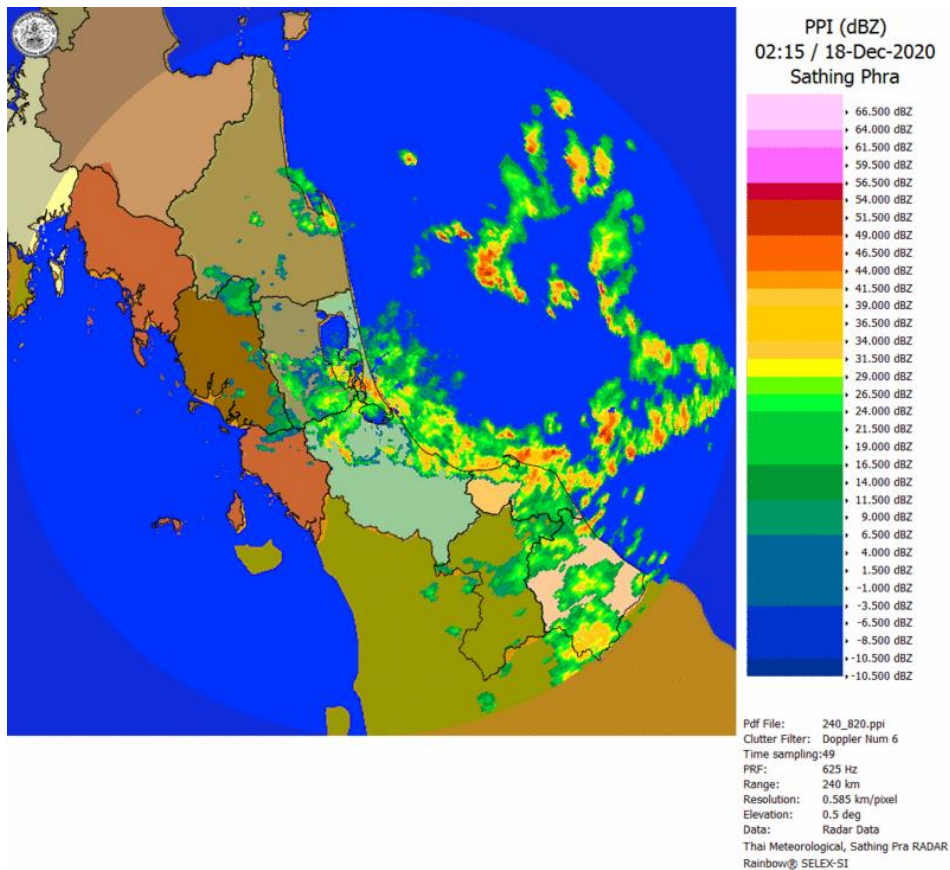 PPI (dBZ)
02:15 / 18-Dec-2020
Sathing Phra
66.500 dBZ
64.000 dBZ
61.500 dBZ
59.500 dBZ
56.500 dBZ
54.000 dBZ
51.500 dBZ
49.000 dBZ
46.500 dBZ
44.000 dBZ
41.500 dBZ
39.000 dBZ
36.500 dBZ
34.000 dBZ
31.500 dBZ
29.000 dBZ
26.500 dBZ
24.000 dBZ
21.500 dBZ
19.000 dBZ
16.500 dBZ
14.000 dBZ
11.500 dBZ
9.000 dBZ
6.500 dBZ
4.000 dBZ
1.500 dBZ
-1.000 dBZ
-3.500 dBZ
-6.500 dBZ
-8.500 dBZ
-10.500 dBZ
-10.500 dBZ
Pdf File: 240_820.ppi
Clutter Filter: Doppler Num 6
Time sampling:49
PRF: 625 Hz
Range: 240 km
Resolution: 0.585 km/pixel
Elevation: 0.5 deg
Data: Radar Data
Thai Meteorological, Sathing Pra RADAR
Rainbow® SELEX-SI